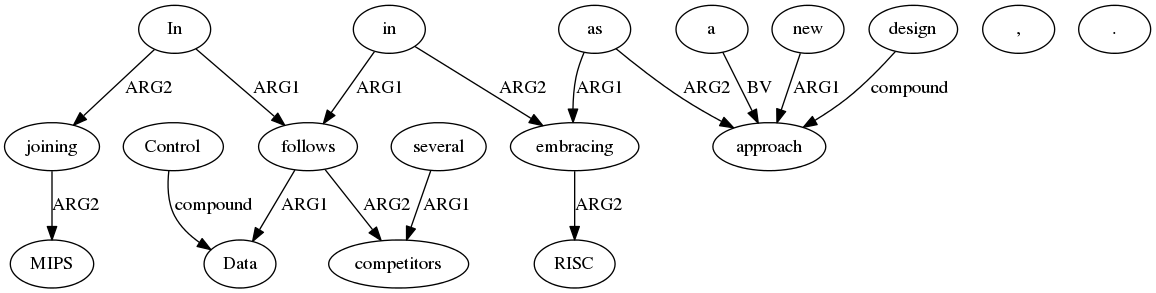 In in as a new design , .
ARG2 ARG1 ARG1 ARG2 ARG1 ARG2 BV ARG1 compound
joining Control follows several embracing approach
ARG2 compound ARG1 ARG2 ARG1 ARG2
MIPS Data competitors RISC